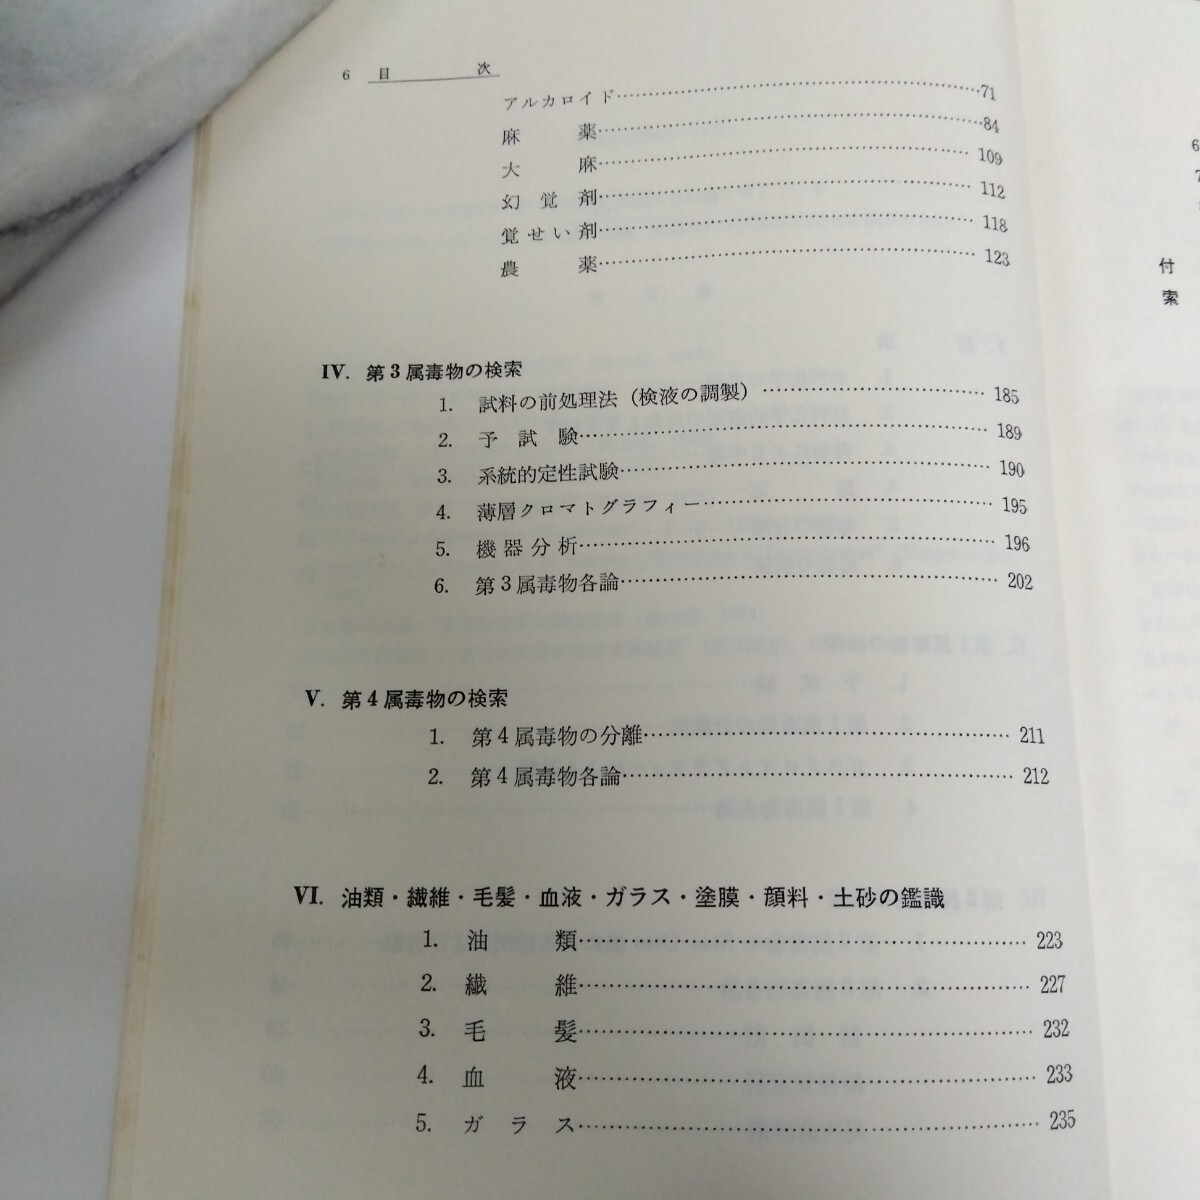 6 目 次
アルカロイド……71
麻 薬……84
大 麻……109
幻覚剤……112
覚せい剤……118
農 薬……123
IV. 第3属毒物の検索
1. 試料の前処理法（検液の調製）……185
2. 予試験……189
3. 系統的定性試験……190
4. 薄層クロマトグラフィー……195
5. 機器分析……196
6. 第3属毒物各論……202
V. 第4属毒物の検索
1. 第4属毒物の分離……211
2. 第4属毒物各論……212
VI. 油類・繊維・毛髪・血液・ガラス・塗膜・顔料・土砂の鑑識
1. 油 類……223
2. 繊 維……227
3. 毛 髪……232
4. 血 液……233
5. ガラス……235
6
7
付
索